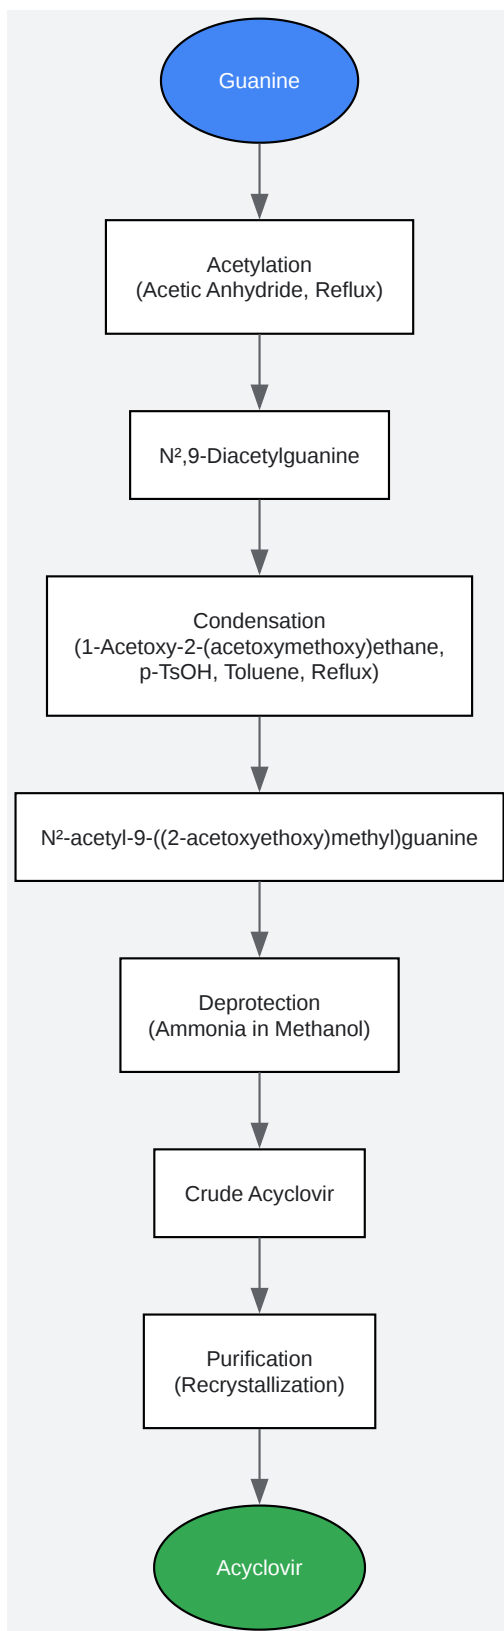 Guanine
Acetylation
(Acetic Anhydride, Reflux)
N²,9-Diacetylguanine
Condensation
(1-Acetoxy-2-(acetoxymethoxy)ethane,
p-TsOH, Toluene, Reflux)
N²-acetyl-9-((2-acetoxyethoxy)methyl)guanine
Deprotection
(Ammonia in Methanol)
Crude Acyclovir
Purification
(Recrystallization)
Acyclovir